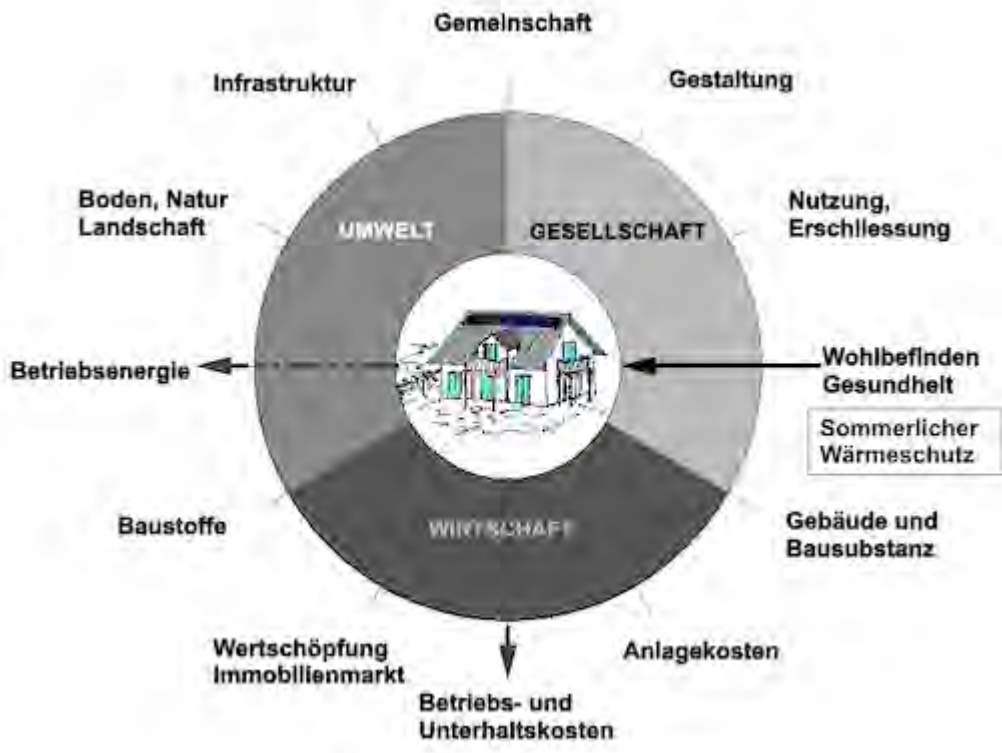 Gemeinschaft
Infrastruktur
Gestaltung
Boden, Natur
Landschaft
UMWELT
GESELLSCHAFT
Nutzung,
Erschliessung
Betriebsenergie
Wohlbefinden
Gesundheit
Sommerlicher
Wärmeschutz
Baustoffe
WIRTSCHAFT
Gebäude und
Bausubstanz
Wertschöpfung
Immobilienmarkt
Anlagekosten
Betriebs- und
Unterhaltskosten